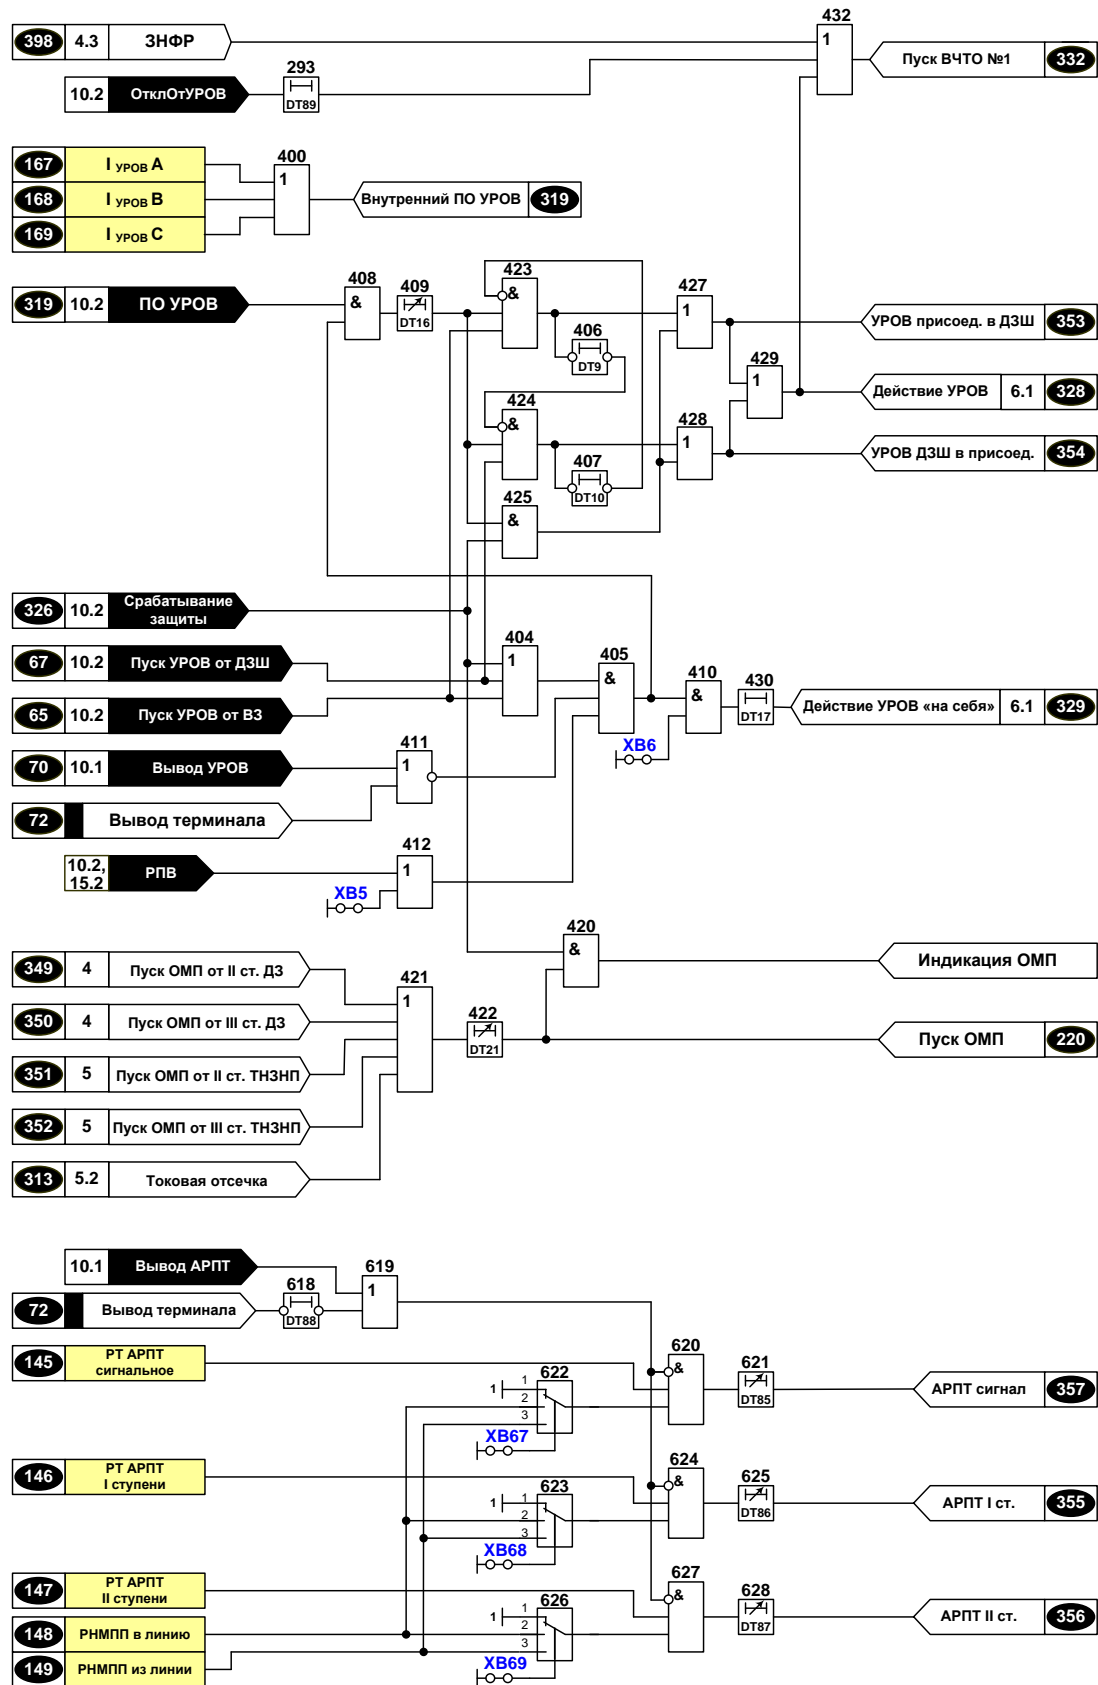 432
398 4.3 ЗНФР
1
Пуск ВЧТО №1 332
293
10.2 ОтклОтУРОВ
DT89
167 I УРОВ A
400
1
168 I УРОВ B
Внутренний ПО УРОВ 319
169 I УРОВ C
423
408
409
427
319 10.2 ПО УРОВ
&
DT16
&
1
УРОВ присоед. в ДЗШ 353
406
DT9
429
1
424
Действие УРОВ 6.1 328
&
428
1
УРОВ ДЗШ в присоед. 354
407
DT10
425
&
326 10.2 Срабатывание
защиты
404
1
405
&
67 10.2 Пуск УРОВ от ДЗШ
410
&
430
DT17
65 10.2 Пуск УРОВ от ВЗ
Действие УРОВ «на себя» 6.1 329
XB6
411
1
70 10.1 Вывод УРОВ
72 Вывод терминала
412
1
10.2,
15.2 РПВ
XB5
420
&
349 4 Пуск ОМП от II ст. ДЗ
Индикация ОМП
421
1
350 4 Пуск ОМП от III ст. ДЗ
422
DT21
Пуск ОМП 220
351 5 Пуск ОМП от II ст. ТНЗНП
352 5 Пуск ОМП от III ст. ТНЗНП
313 5.2 Токовая отсечка
10.1 Вывод АРПТ
619
1
618
72 Вывод терминала
DT88
145 РТ АРПТ
сигнальное
620
&
621
DT85
622
1
1
2
3
АРПТ сигнал 357
XB67
146 РТ АРПТ
I ступени
624
&
625
DT86
623
1
1
2
3
АРПТ I ст. 355
XB68
147 РТ АРПТ
II ступени
627
&
628
DT87
626
1
1
2
3
АРПТ II ст. 356
148 РНМПП в линию
149 РНМПП из линии
XB69